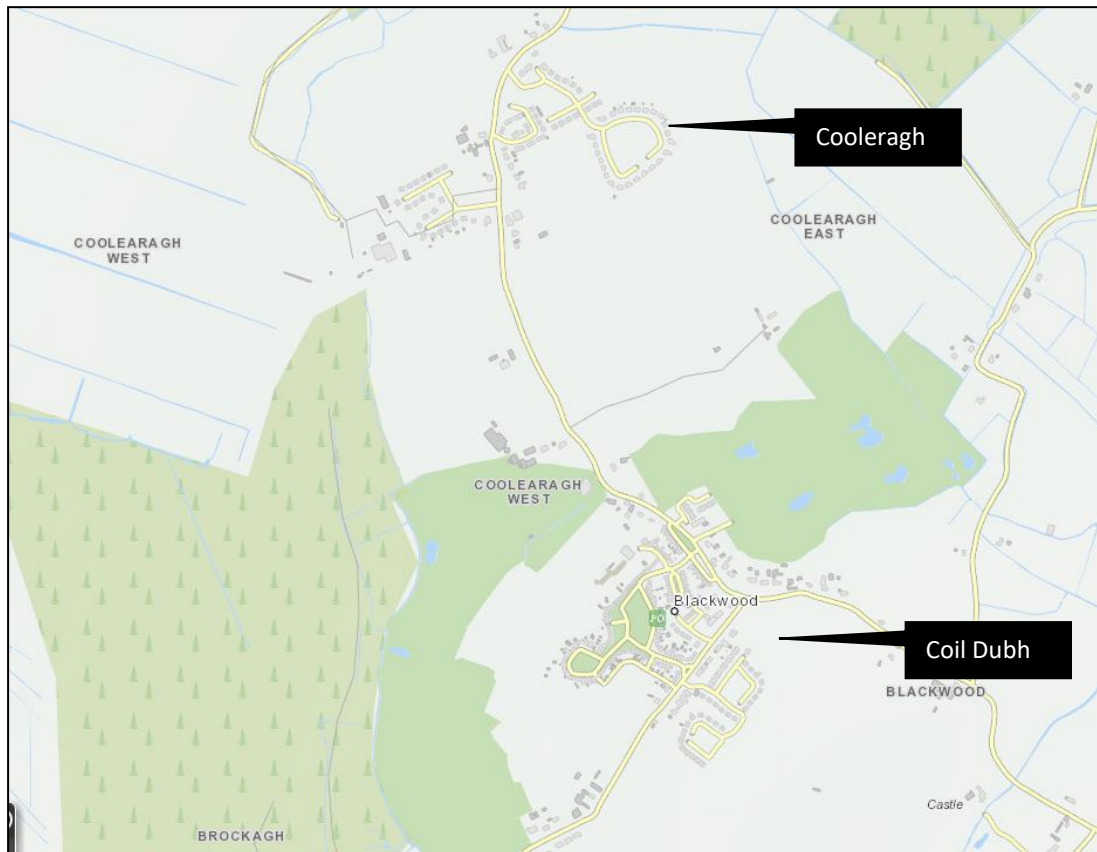 Cooleragh
COOLEARAGH
EAST
COOLEARAGH
WEST
COOLEARAGH
WEST
Blackwood
PO
Coil Dubh
BLACKWOOD
Castle
BROCKAGH